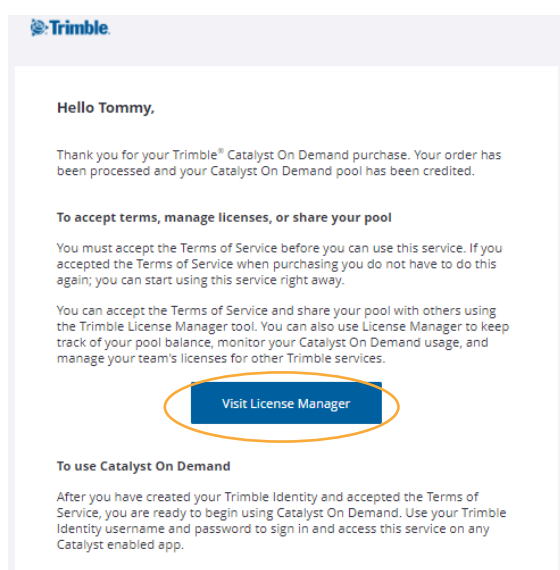 Trimble.
Hello Tommy,
Thank you for your Trimble® Catalyst On Demand purchase. Your order has
been processed and your Catalyst On Demand pool has been credited.
To accept terms, manage licenses, or share your pool
You must accept the Terms of Service before you can use this service. If you
accepted the Terms of Service when purchasing you do not have to do this
again; you can start using this service right away.
You can accept the Terms of Service and share your pool with others using
the Trimble License Manager tool. You can also use License Manager to keep
track of your pool balance, monitor your Catalyst On Demand usage, and
manage your team's licenses for other Trimble services.
Visit License Manager
To use Catalyst On Demand
After you have created your Trimble Identity and accepted the Terms of
Service, you are ready to begin using Catalyst On Demand. Use your Trimble
Identity username and password to sign in and access this service on any
Catalyst enabled app.